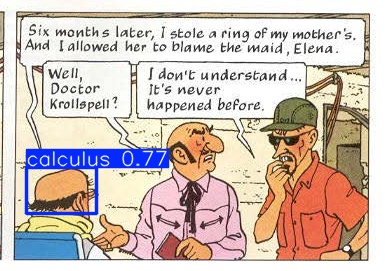 Six months later, I stole a ring of my mother's.
And I allowed her to blame the maid, Elena.
Well,
Doctor
Krollspell?
I don't understand...
It's never
happened before.
calculus 0.77